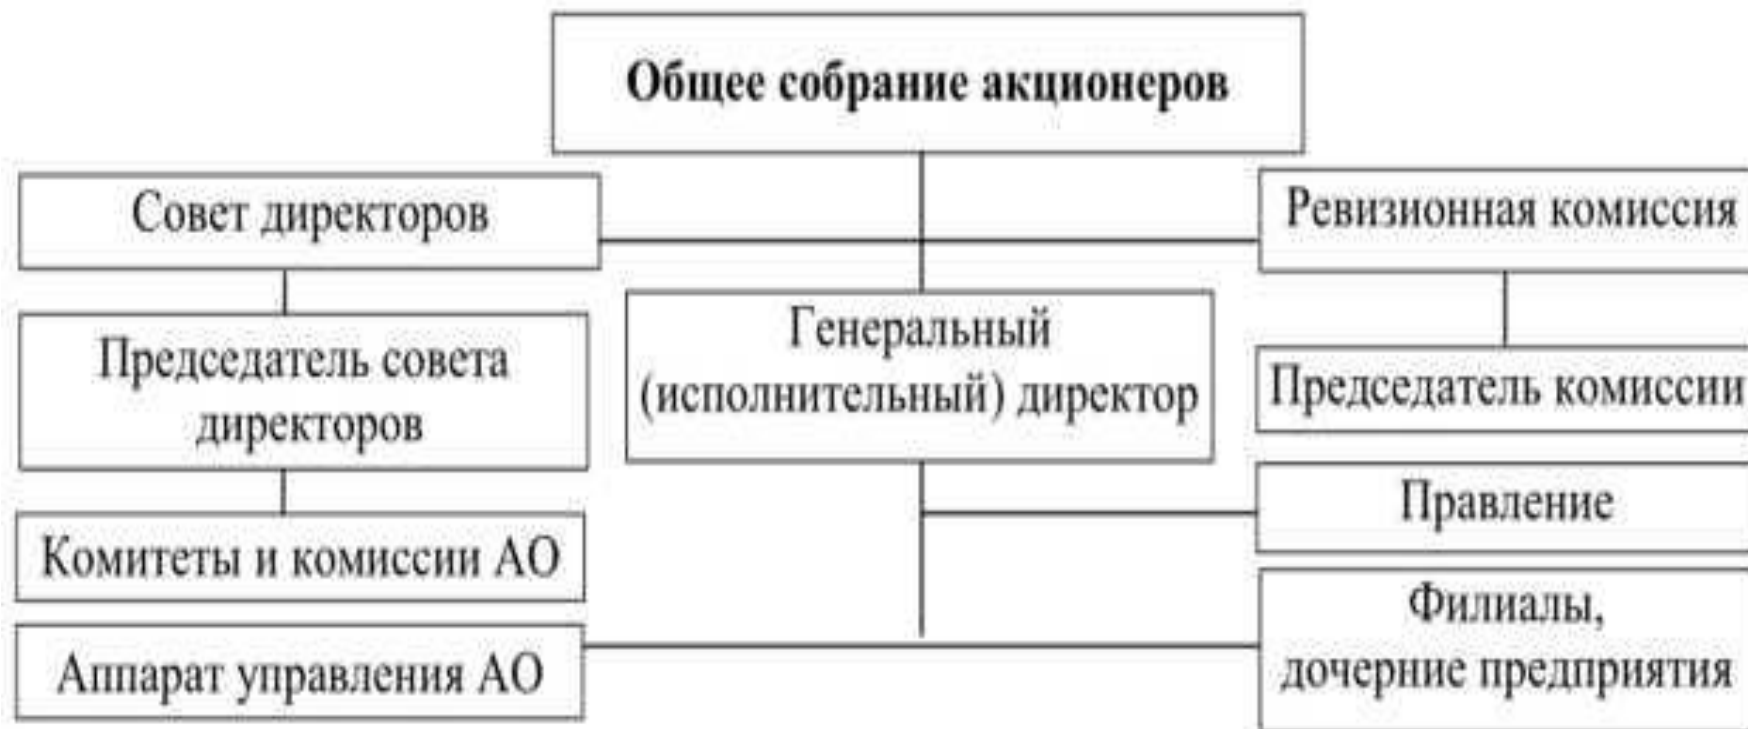 Общее собрание акционеров
Совет директоров
Ревизионная комиссия
Генеральный
(исполнительный) директор
Председатель совета
директоров
Председатель комиссии
Правление
Комитеты и комиссии АО
Филиалы,
дочерние предприятия
Аппарат управления АО